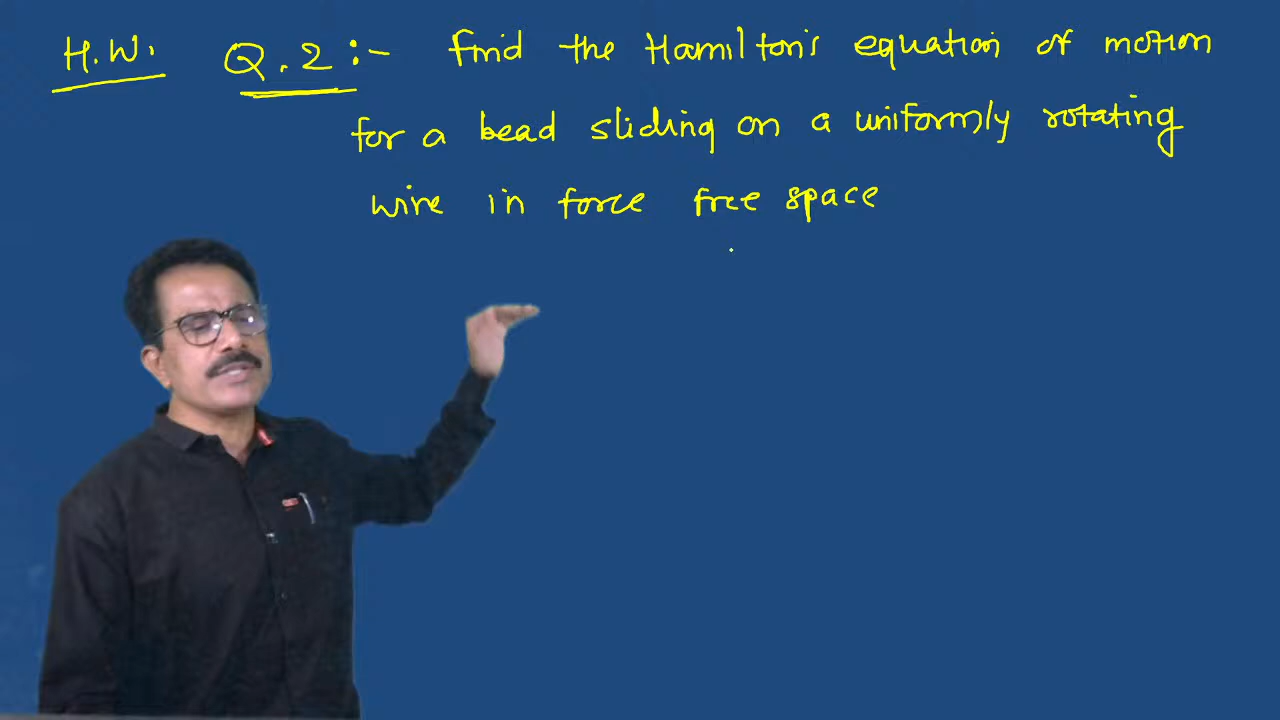 H.W. Q.2:- Find the Hamilton's equation of motion
for a bead sliding on a uniformly rotating
wire in force free space